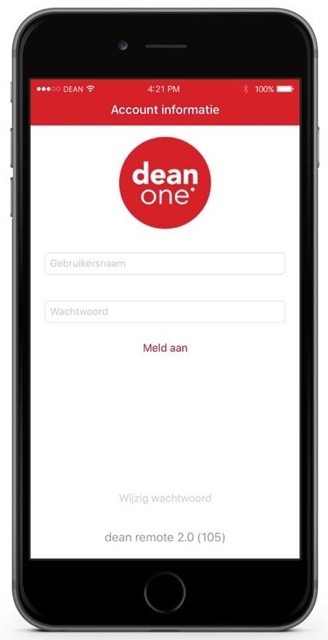 DEAN 4:21 PM 100%
Account informatie
dean
one
Gebruikersnaam
Wachtwoord
Meld aan
Wijzig wachtwoord
dean remote 2.0 (105)